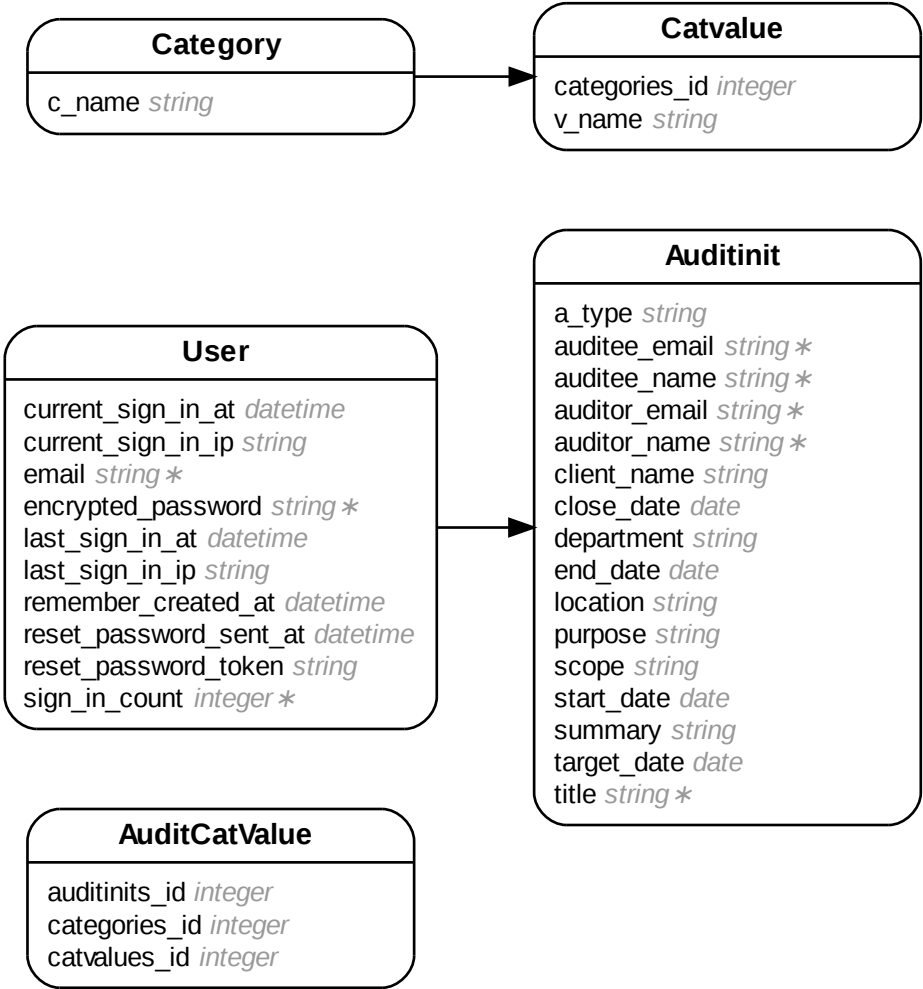 Category
c_name string
Catvalue
categories_id integer
v_name string
User
current_sign_in_at datetime
current_sign_in_ip string
email string∗
encrypted_password string∗
last_sign_in_at datetime
last_sign_in_ip string
remember_created_at datetime
reset_password_sent_at datetime
reset_password_token string
sign_in_count integer∗
Auditinit
a_type string
auditee_email string∗
auditee_name string∗
auditor_email string∗
auditor_name string∗
client_name string
close_date date
department string
end_date date
location string
purpose string
scope string
start_date date
summary string
target_date date
title string∗
AuditCatValue
auditinits_id integer
categories_id integer
catvalues_id integer